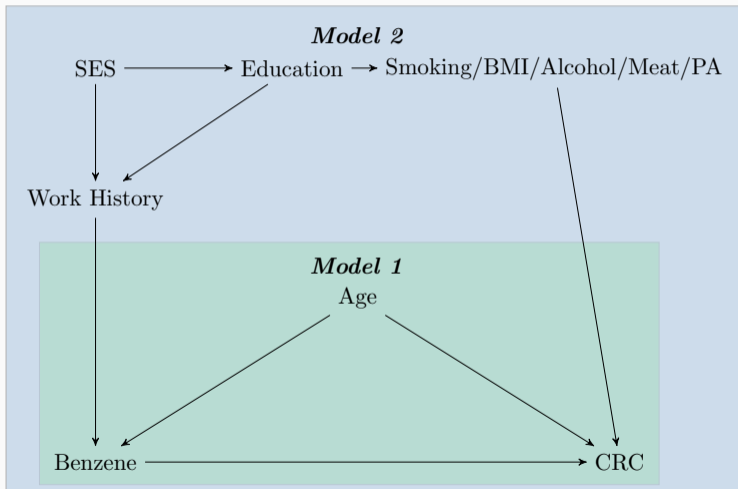 Model 2
SES Education Smoking/BMI/Alcohol/Meat/PA
Work History
Model 1
Age
Benzene CRC